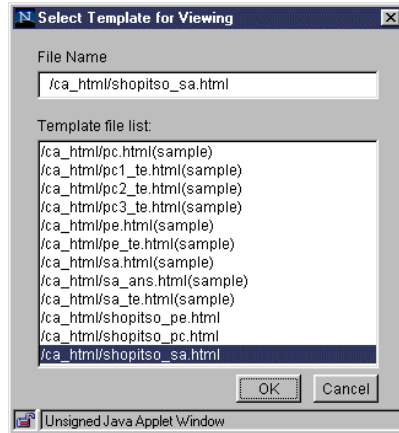 Select Template for Viewing
File Name
/ca_html/shopitso_sa.html
Template file list:
/ca_html/pc.html(sample)
/ca_html/pc1_te.html(sample)
/ca_html/pc2_te.html(sample)
/ca_html/pc3_te.html(sample)
/ca_html/pe.html(sample)
/ca_html/pe_te.html(sample)
/ca_html/sa.html(sample)
/ca_html/sa_ans.html(sample)
/ca_html/sa_te.html(sample)
/ca_html/shopitso_pe.html
/ca_html/shopitso_pc.html
/ca_html/shopitso_sa.html
OK Cancel
Unsigned Java Applet Window